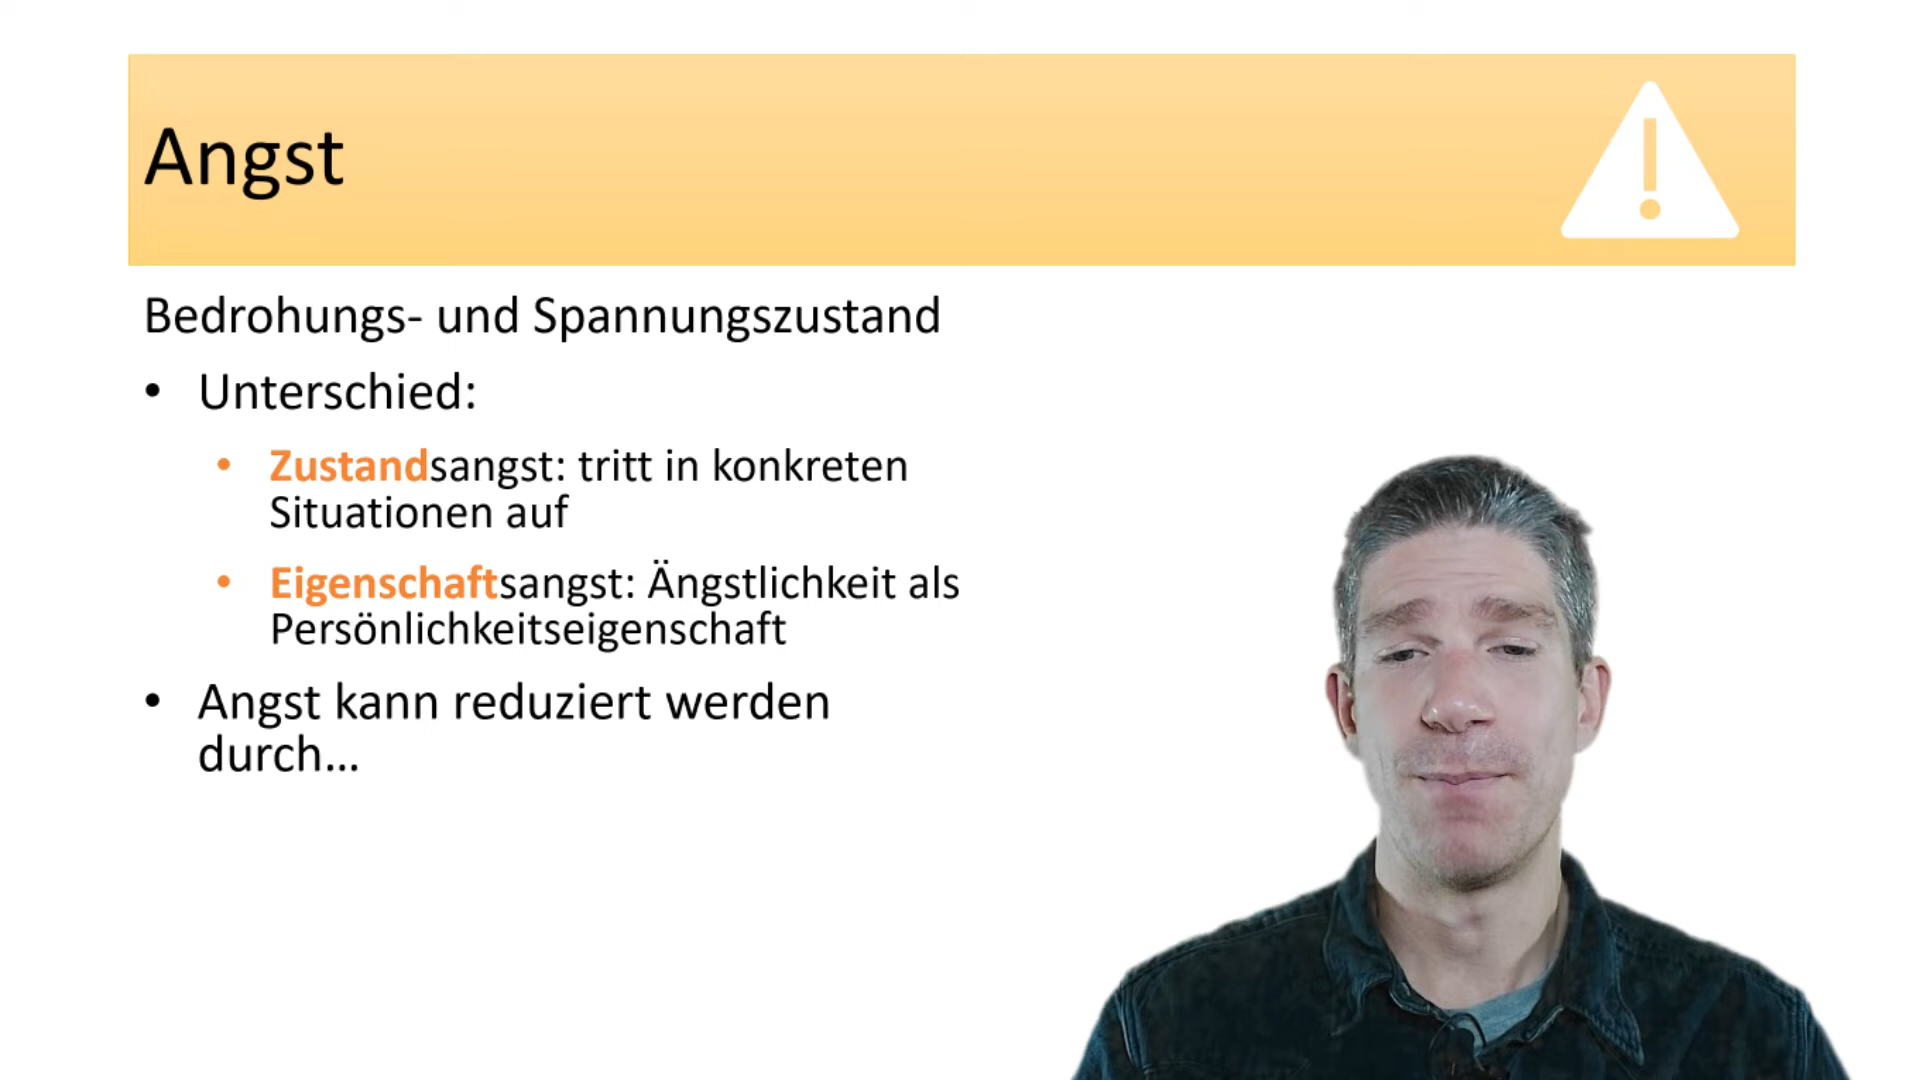 Angst
Bedrohungs- und Spannungszustand
• Unterschied:
• Zustandsangst: tritt in konkreten
Situationen auf
• Eigenschaftsangst: Ängstlichkeit als
Persönlichkeitseigenschaft
• Angst kann reduziert werden
durch...